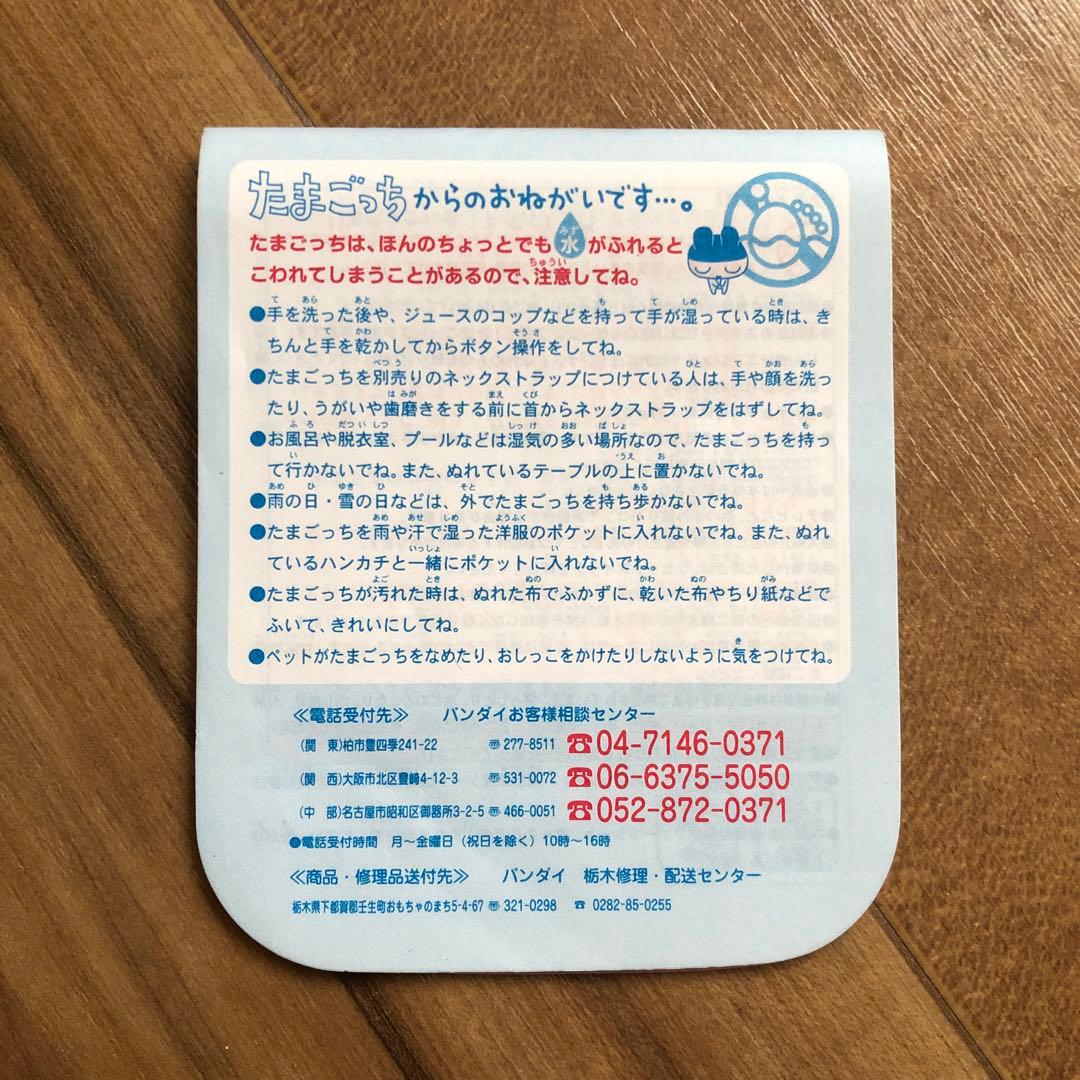 たまごっちからのおねがいです…。
たまごっちは、ほんのちょっとでも水がふれると
こわれてしまうことがあるので、注意してね。
●手を洗った後や、ジュースのコップなどを持って手が湿っている時は、き
ちんと手を乾かしてからボタン操作をしてね。
●たまごっちを別売りのネックストラップにつけている人は、手や顔を洗っ
たり、うがいや歯磨きをする前に首からネックストラップをはずしてね。
●お風呂や脱衣室、プールなどは湿気の多い場所なので、たまごっちを持っ
て行かないでね。また、ぬれているテーブルの上に置かないでね。
●雨の日・雪の日などは、外でたまごっちを持ち歩かないでね。
●たまごっちを雨や汗で湿った洋服のポケットに入れないでね。また、ぬれ
ているハンカチと一緒にポケットに入れないでね。
●たまごっちが汚れた時は、ぬれた布でふかずに、乾いた布やちり紙などで
ふいて、きれいにしてね。
●ペットがたまごっちをなめたり、おしっこをかけたりしないように気をつけてね。
≪電話受付先≫ バンダイお客様相談センター
(関 東)柏市豊四季241-22 〠277-8511 ☎04-7146-0371
(関 西)大阪市北区豊崎4-12-3 〠531-0072 ☎06-6375-5050
(中 部)名古屋市昭和区御器所3-2-5 〠466-0051 ☎052-872-0371
●電話受付時間 月～金曜日（祝日を除く）10時～16時
≪商品・修理品送付先≫ バンダイ 栃木修理・配送センター
栃木県下都賀郡壬生町おもちゃのまち5-4-67 〠321-0298 ☎0282-85-0255